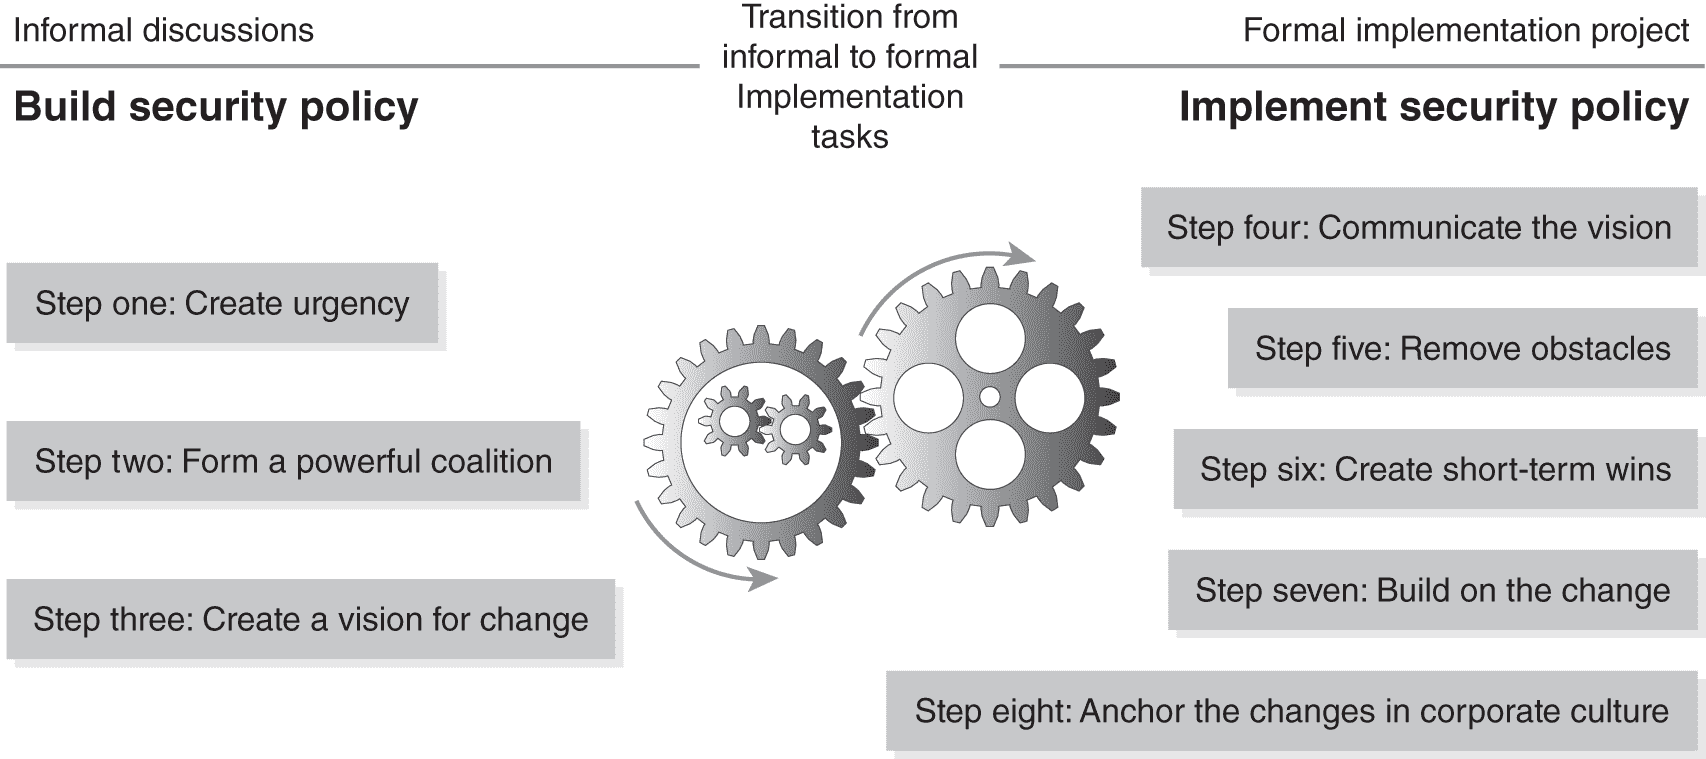 Informal discussions
Build security policy
Step one: Create urgency
Step two: Form a powerful coalition
Step three: Create a vision for change
Transition from
informal to formal
Implementation
tasks
Formal implementation project
Implement security policy
Step four: Communicate the vision
Step five: Remove obstacles
Step six: Create short-term wins
Step seven: Build on the change
Step eight: Anchor the changes in corporate culture